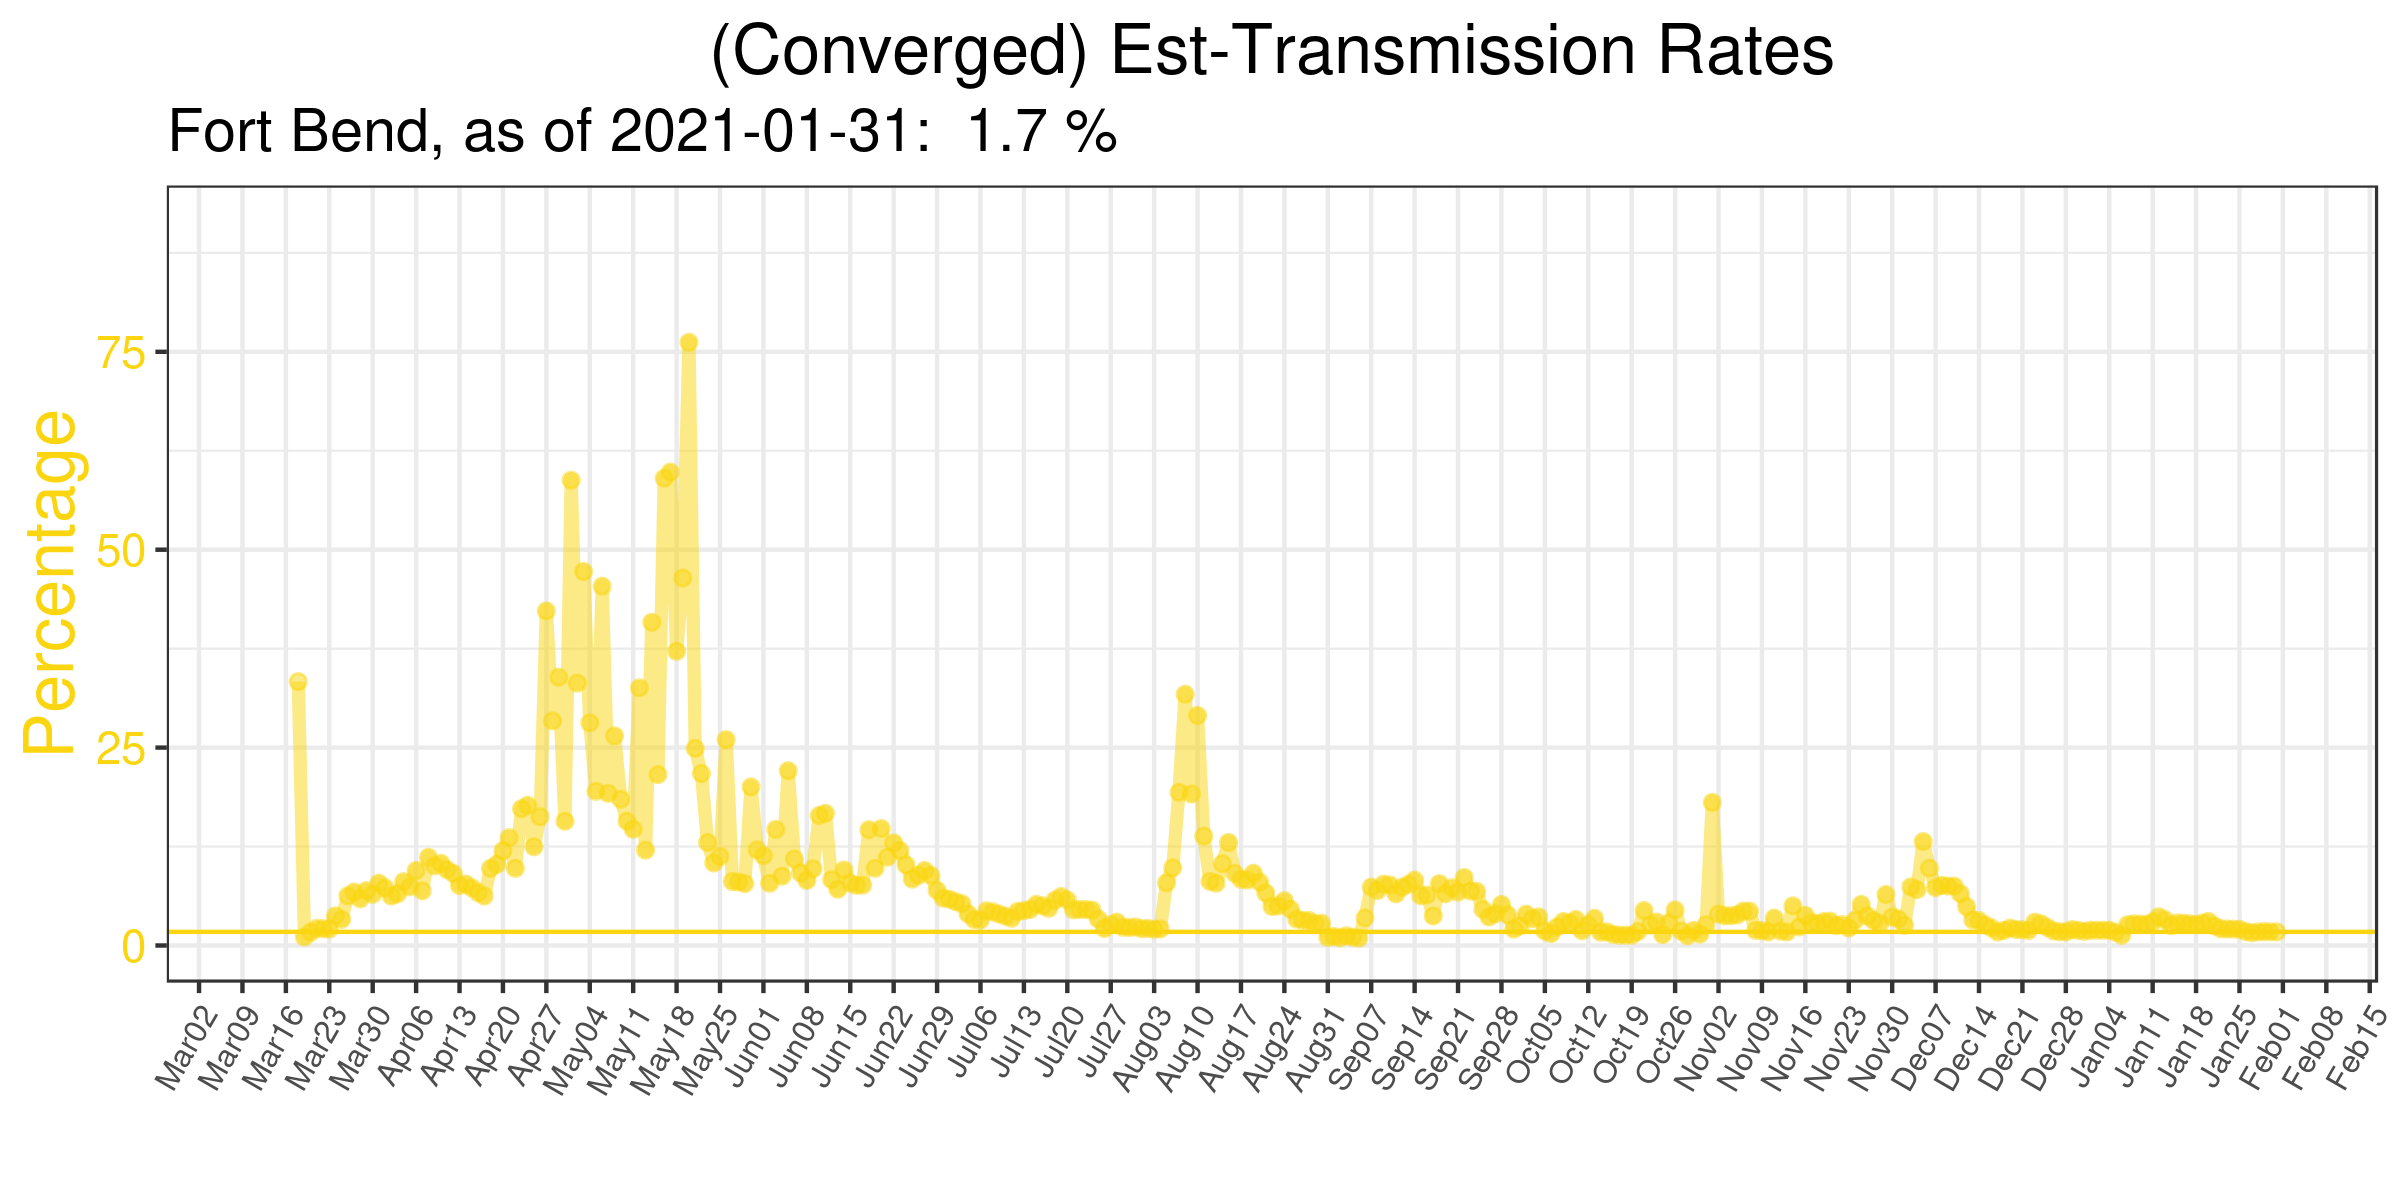 (Converged) Est-Transmission Rates
Fort Bend, as of 2021-01-31:  1.7 %
Percentage
75
50
25
0
Mar02
Mar09
Mar16
Mar23
Mar30
Apr06
Apr13
Apr20
Apr27
May04
May11
May18
May25
Jun01
Jun08
Jun15
Jun22
Jun29
Jul06
Jul13
Jul20
Jul27
Aug03
Aug10
Aug17
Aug24
Aug31
Sep07
Sep14
Sep21
Sep28
Oct05
Oct12
Oct19
Oct26
Nov02
Nov09
Nov16
Nov23
Nov30
Dec07
Dec14
Dec21
Dec28
Jan04
Jan11
Jan18
Jan25
Feb01
Feb08
Feb15